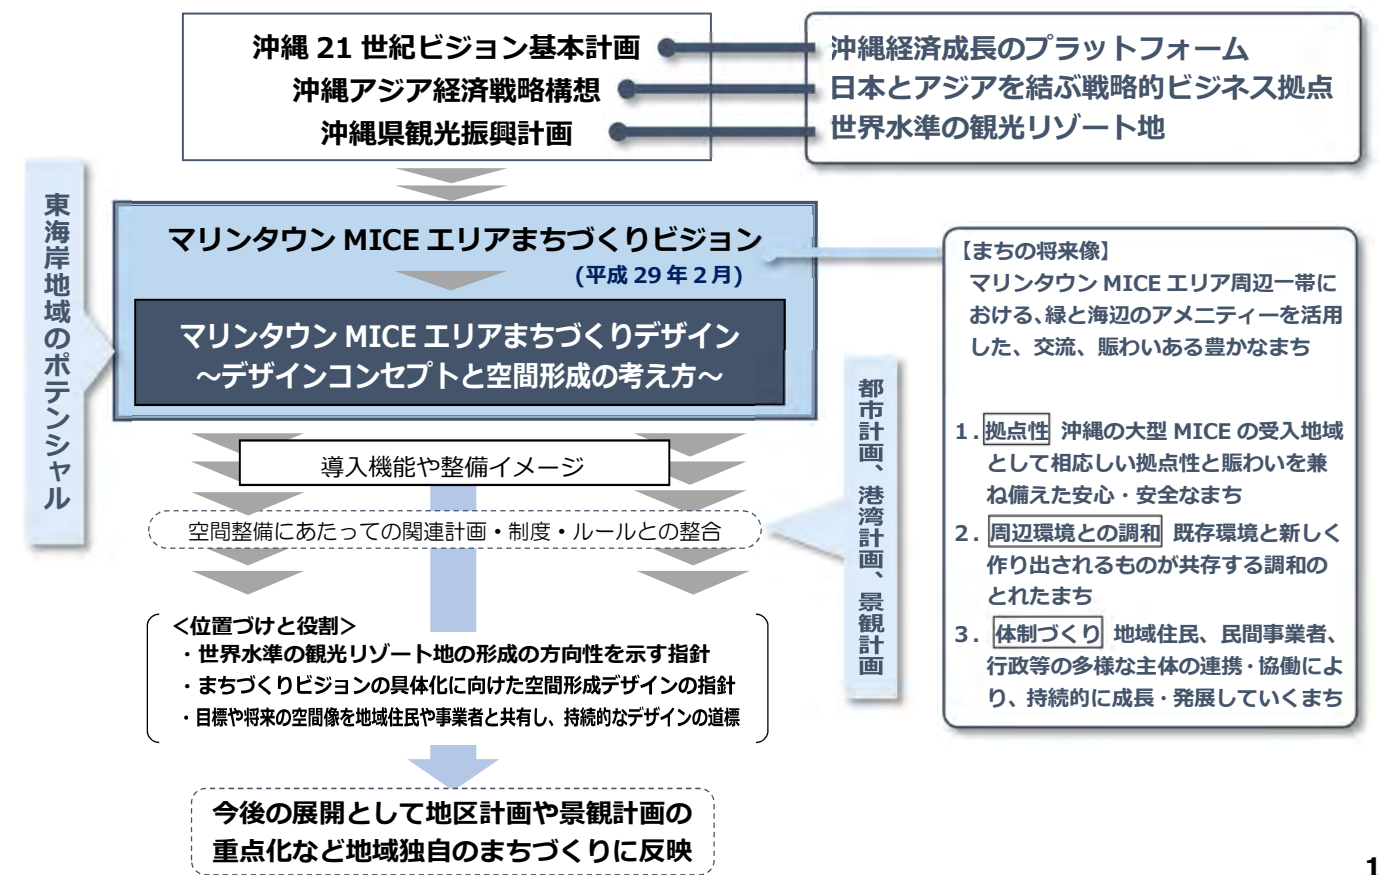 沖縄 21 世紀ビジョン基本計画
沖縄アジア経済戦略構想
沖縄県観光振興計画
沖縄経済成長のプラットフォーム
日本とアジアを結ぶ戦略的ビジネス拠点
世界水準の観光リゾート地
東海岸地域のポテンシャル
マリンタウン MICE エリアまちづくりビジョン
(平成 29 年 2 月)
マリンタウン MICE エリアまちづくりデザイン
～デザインコンセプトと空間形成の考え方～
【まちの将来像】
マリンタウン MICE エリア周辺一帯に
おける、緑と海辺のアメニティーを活用
した、交流、賑わいある豊かなまち
1．拠点性 沖縄の大型 MICE の受入地域
として相応しい拠点性と賑わいを兼
ね備えた安心・安全なまち
2．周辺環境との調和 既存環境と新しく
作り出されるものが共存する調和の
とれたまち
3． 体制づくり 地域住民、民間事業者、
行政等の多様な主体の連携・協働によ
り、持続的に成長・発展していくまち
都市計画、港湾計画、景観計画
導入機能や整備イメージ
空間整備にあたっての関連計画・制度・ルールとの整合
＜位置づけと役割＞
・世界水準の観光リゾート地の形成の方向性を示す指針
・まちづくりビジョンの具体化に向けた空間形成デザインの指針
・目標や将来の空間像を地域住民や事業者と共有し、持続的なデザインの道標
今後の展開として地区計画や景観計画の
重点化など地域独自のまちづくりに反映
1